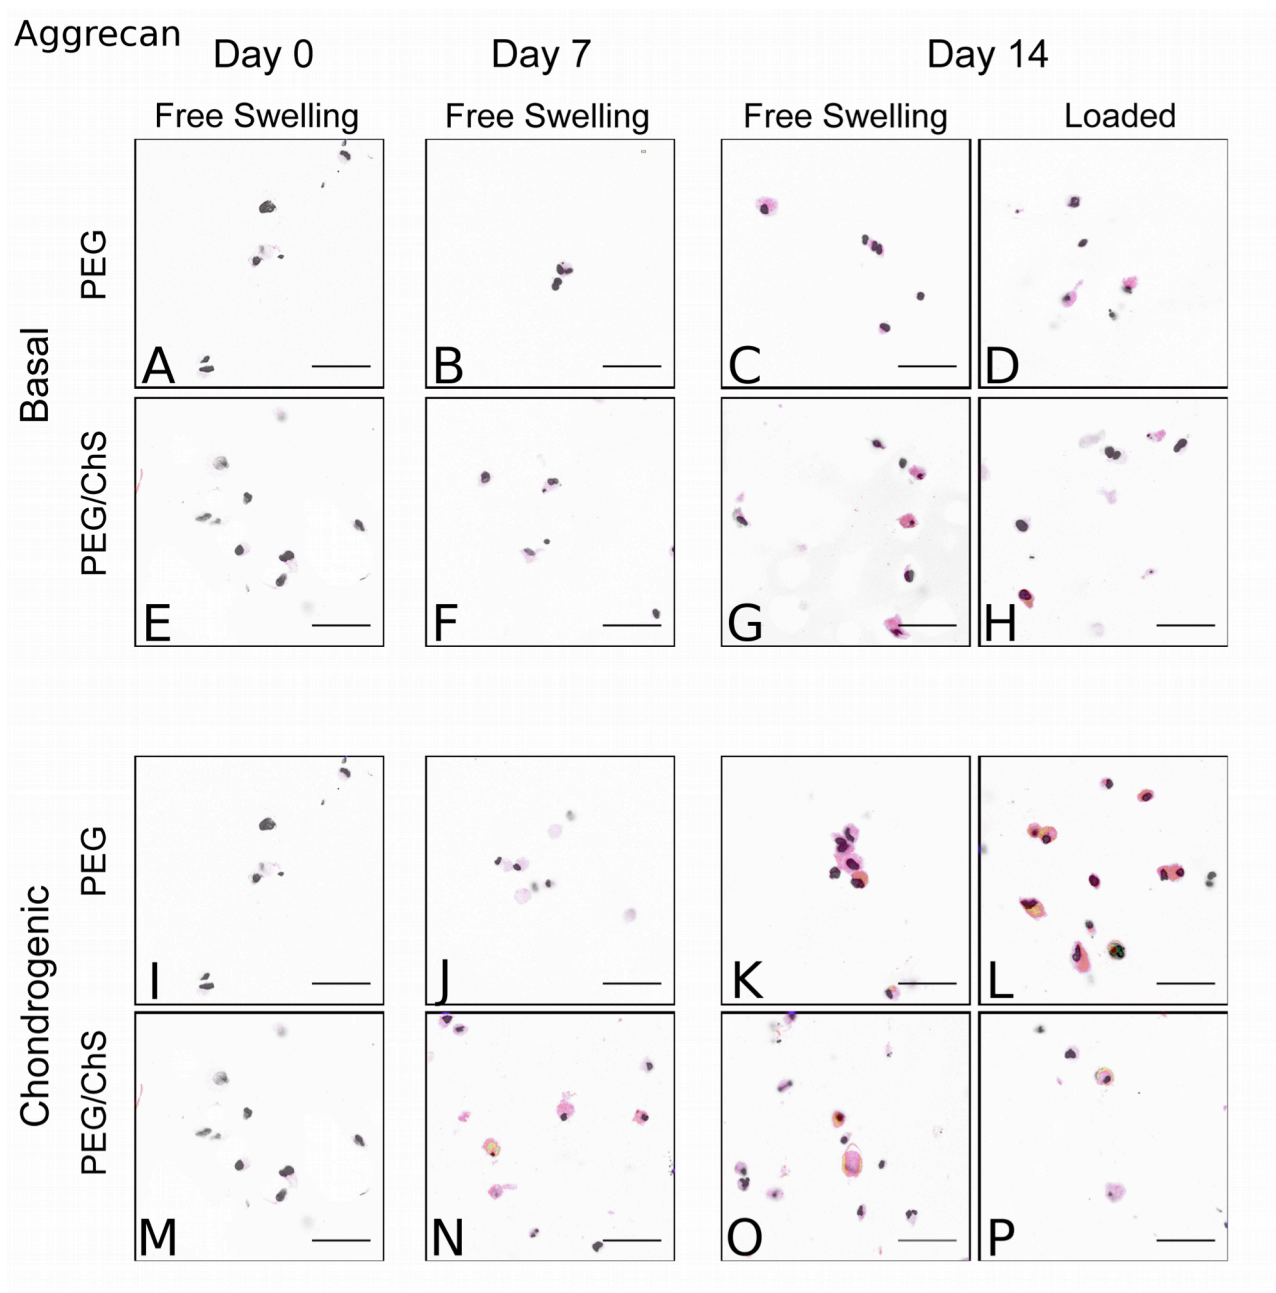 Aggrecan
Day 0
Day 7
Day 14
Free Swelling
Free Swelling
Free Swelling
Loaded
Basal
PEG
A
B
C
D
PEG/ChS
E
F
G
H
Chondrogenic
PEG
I
J
K
L
PEG/ChS
M
N
O
P